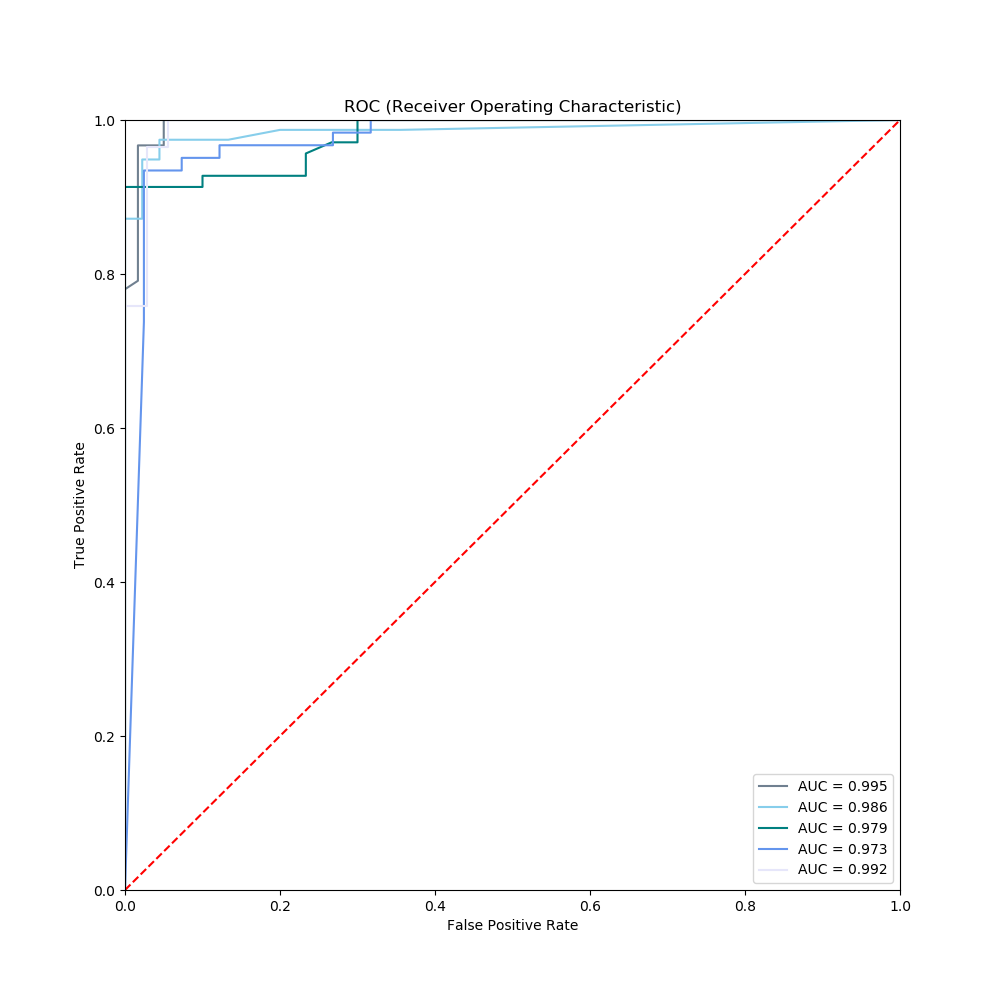 ROC (Receiver Operating Characteristic)
1.0
0.8
0.6
0.4
0.2
0.0
True Positive Rate
0.0 0.2 0.4 0.6 0.8 1.0
False Positive Rate
AUC = 0.995
AUC = 0.986
AUC = 0.979
AUC = 0.973
AUC = 0.992